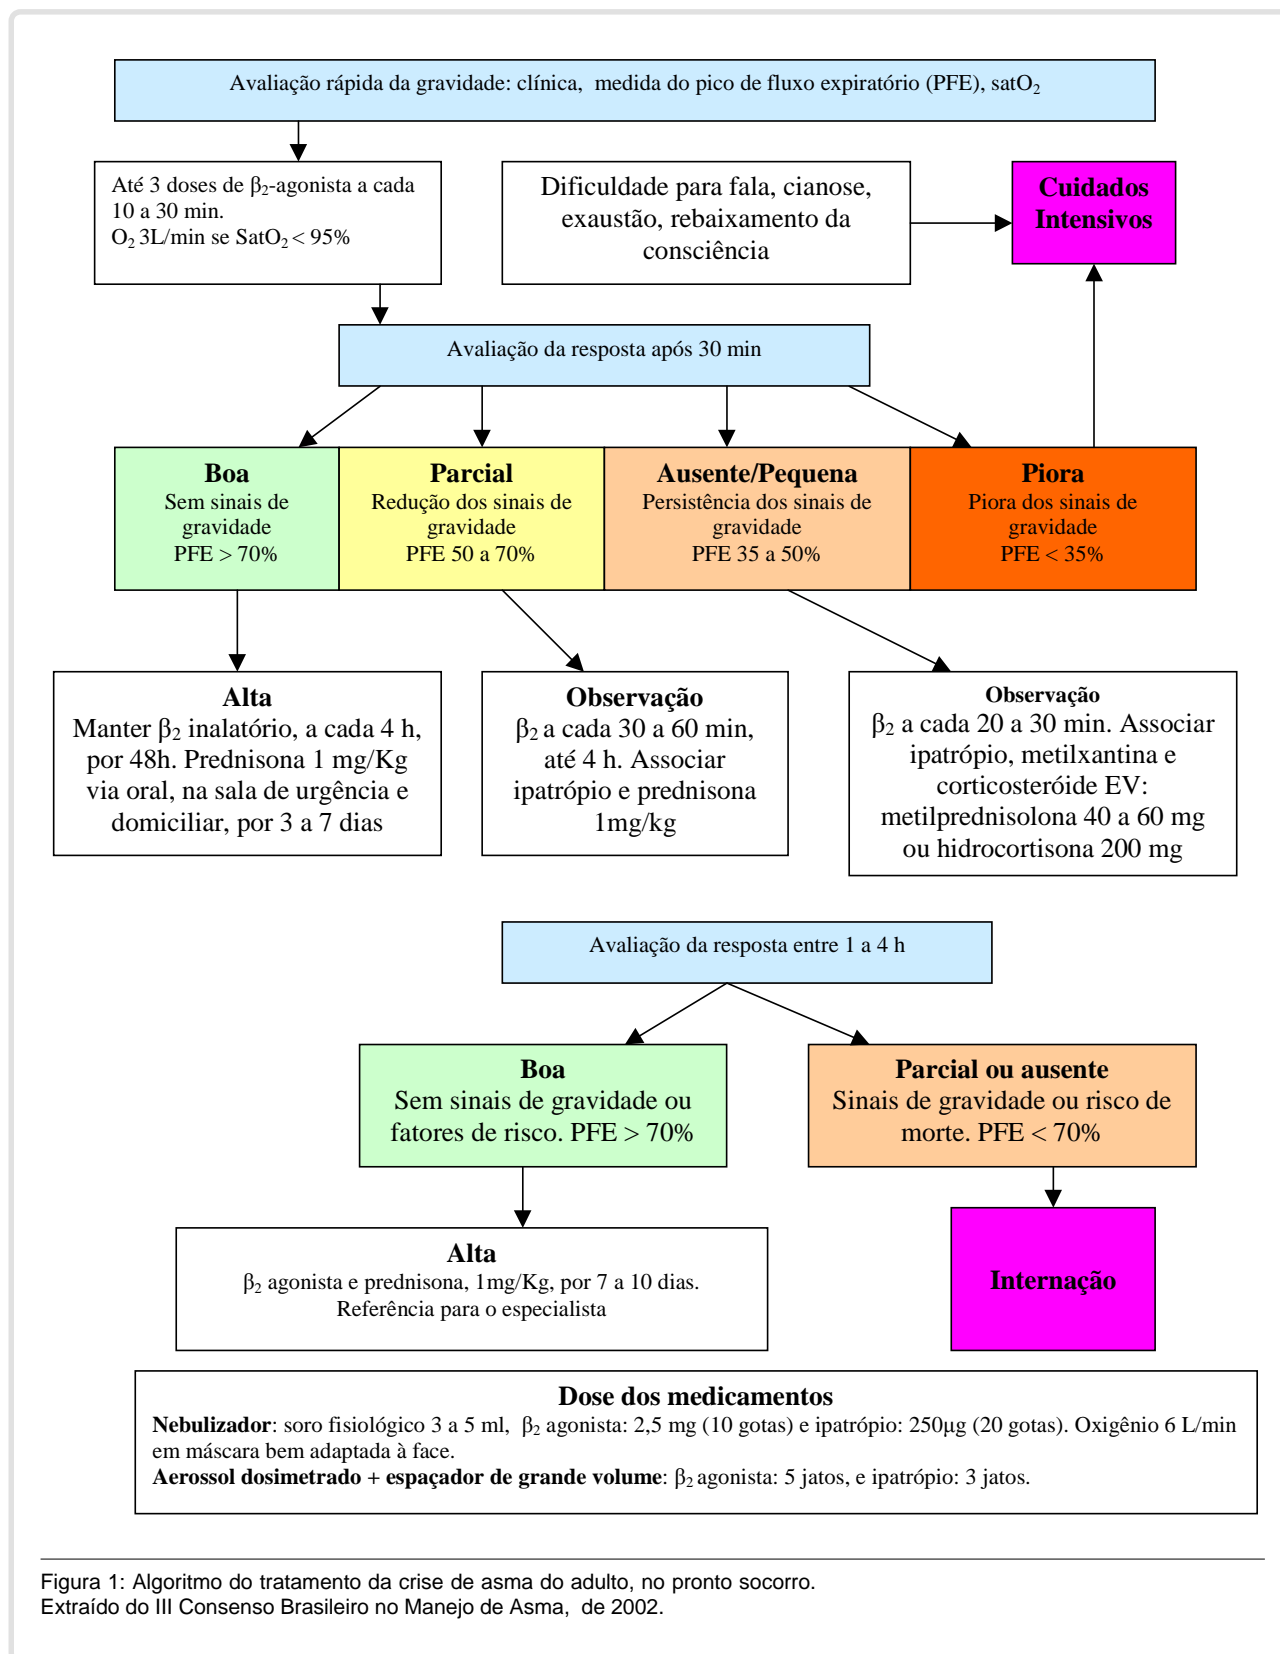 Avaliação rápida da gravidade: clínica, medida do pico de fluxo expiratório (PFE), satO₂
Até 3 doses de β₂-agonista a cada
10 a 30 min.
O₂ 3L/min se SatO₂ < 95%
Dificuldade para fala, cianose,
exaustão, rebaixamento da
consciência
Cuidados
Intensivos
Avaliação da resposta após 30 min
Boa
Sem sinais de
gravidade
PFE > 70%
Parcial
Redução dos sinais de
gravidade
PFE 50 a 70%
Ausente/Pequena
Persistência dos sinais de
gravidade
PFE 35 a 50%
Piora
Piora dos sinais de
gravidade
PFE < 35%
Alta
Manter β₂ inalatório, a cada 4 h,
por 48h. Prednisona 1 mg/Kg
via oral, na sala de urgência e
domiciliar, por 3 a 7 dias
Observação
β₂ a cada 30 a 60 min,
até 4 h. Associar
ipatrópio e prednisona
1mg/kg
Observação
β₂ a cada 20 a 30 min. Associar
ipatrópio, metilxantina e
corticosteróide EV:
metilprednisolona 40 a 60 mg
ou hidrocortisona 200 mg
Avaliação da resposta entre 1 a 4 h
Boa
Sem sinais de gravidade ou
fatores de risco. PFE > 70%
Parcial ou ausente
Sinais de gravidade ou risco de
morte. PFE < 70%
Alta
β₂ agonista e prednisona, 1mg/Kg, por 7 a 10 dias.
Referência para o especialista
Internação
Dose dos medicamentos
Nebulizador: soro fisiológico 3 a 5 ml, β₂ agonista: 2,5 mg (10 gotas) e ipatrópio: 250μg (20 gotas). Oxigênio 6 L/min
em máscara bem adaptada à face.
Aerossol dosimetrado + espaçador de grande volume: β₂ agonista: 5 jatos, e ipatrópio: 3 jatos.
Figura 1: Algoritmo do tratamento da crise de asma do adulto, no pronto socorro.
Extraído do III Consenso Brasileiro no Manejo de Asma, de 2002.